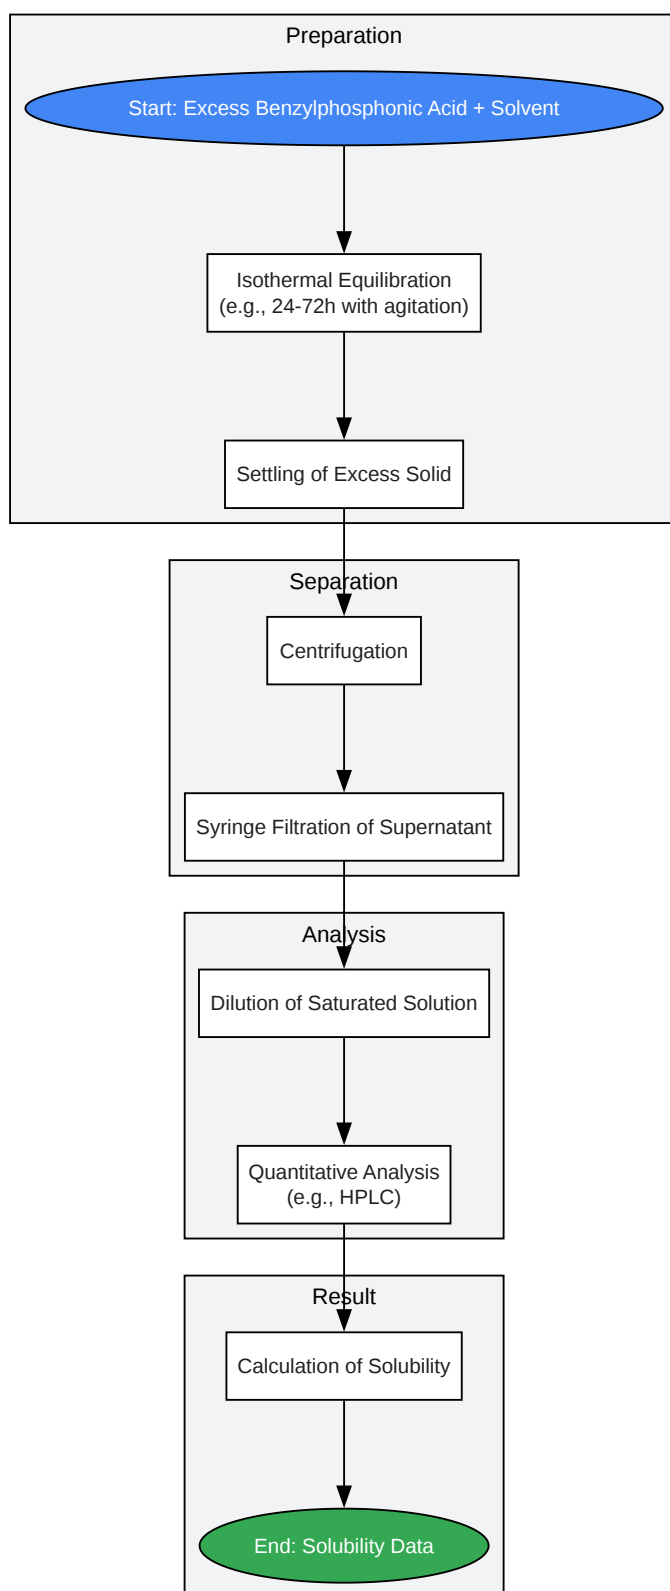 Preparation
Start: Excess Benzylphosphonic Acid + Solvent
Isothermal Equilibration
(e.g., 24-72h with agitation)
Settling of Excess Solid
Separation
Centrifugation
Syringe Filtration of Supernatant
Analysis
Dilution of Saturated Solution
Quantitative Analysis
(e.g., HPLC)
Result
Calculation of Solubility
End: Solubility Data